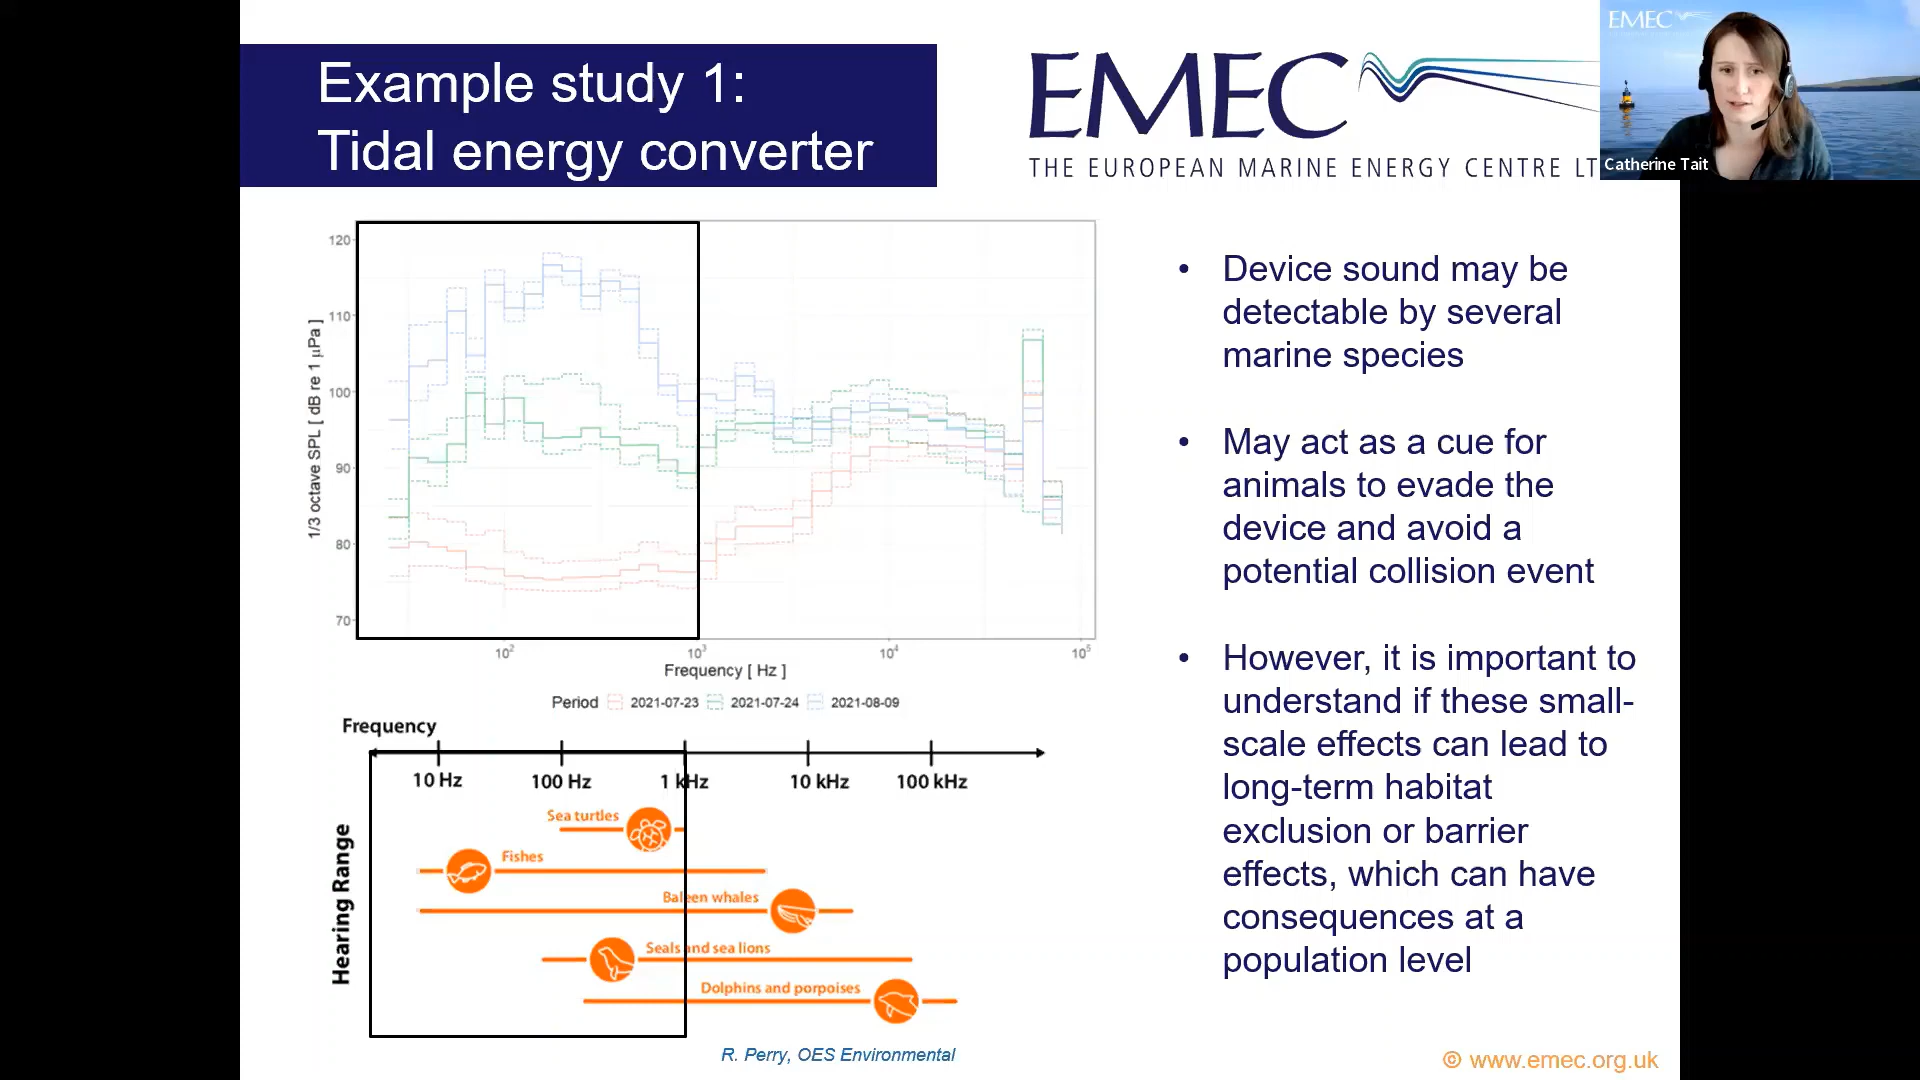 Example study 1:
Tidal energy converter
EMEC
THE EUROPEAN MARINE ENERGY CENTRE LT
EMEC
Catherine Tait
120
110
100
90
80
70
1/3 octave SPL [ dB re 1 μPa ]
10²
10³
10⁴
10⁵
Frequency [ Hz ]
Period 2021-07-23 2021-07-24 2021-08-09
Frequency
10 Hz 100 Hz 1 kHz 10 kHz 100 kHz
Hearing Range
Sea turtles
Fishes
Baleen whales
Seals and sea lions
Dolphins and porpoises
R. Perry, OES Environmental
• Device sound may be
detectable by several
marine species
• May act as a cue for
animals to evade the
device and avoid a
potential collision event
• However, it is important to
understand if these small-
scale effects can lead to
long-term habitat
exclusion or barrier
effects, which can have
consequences at a
population level
© www.emec.org.uk